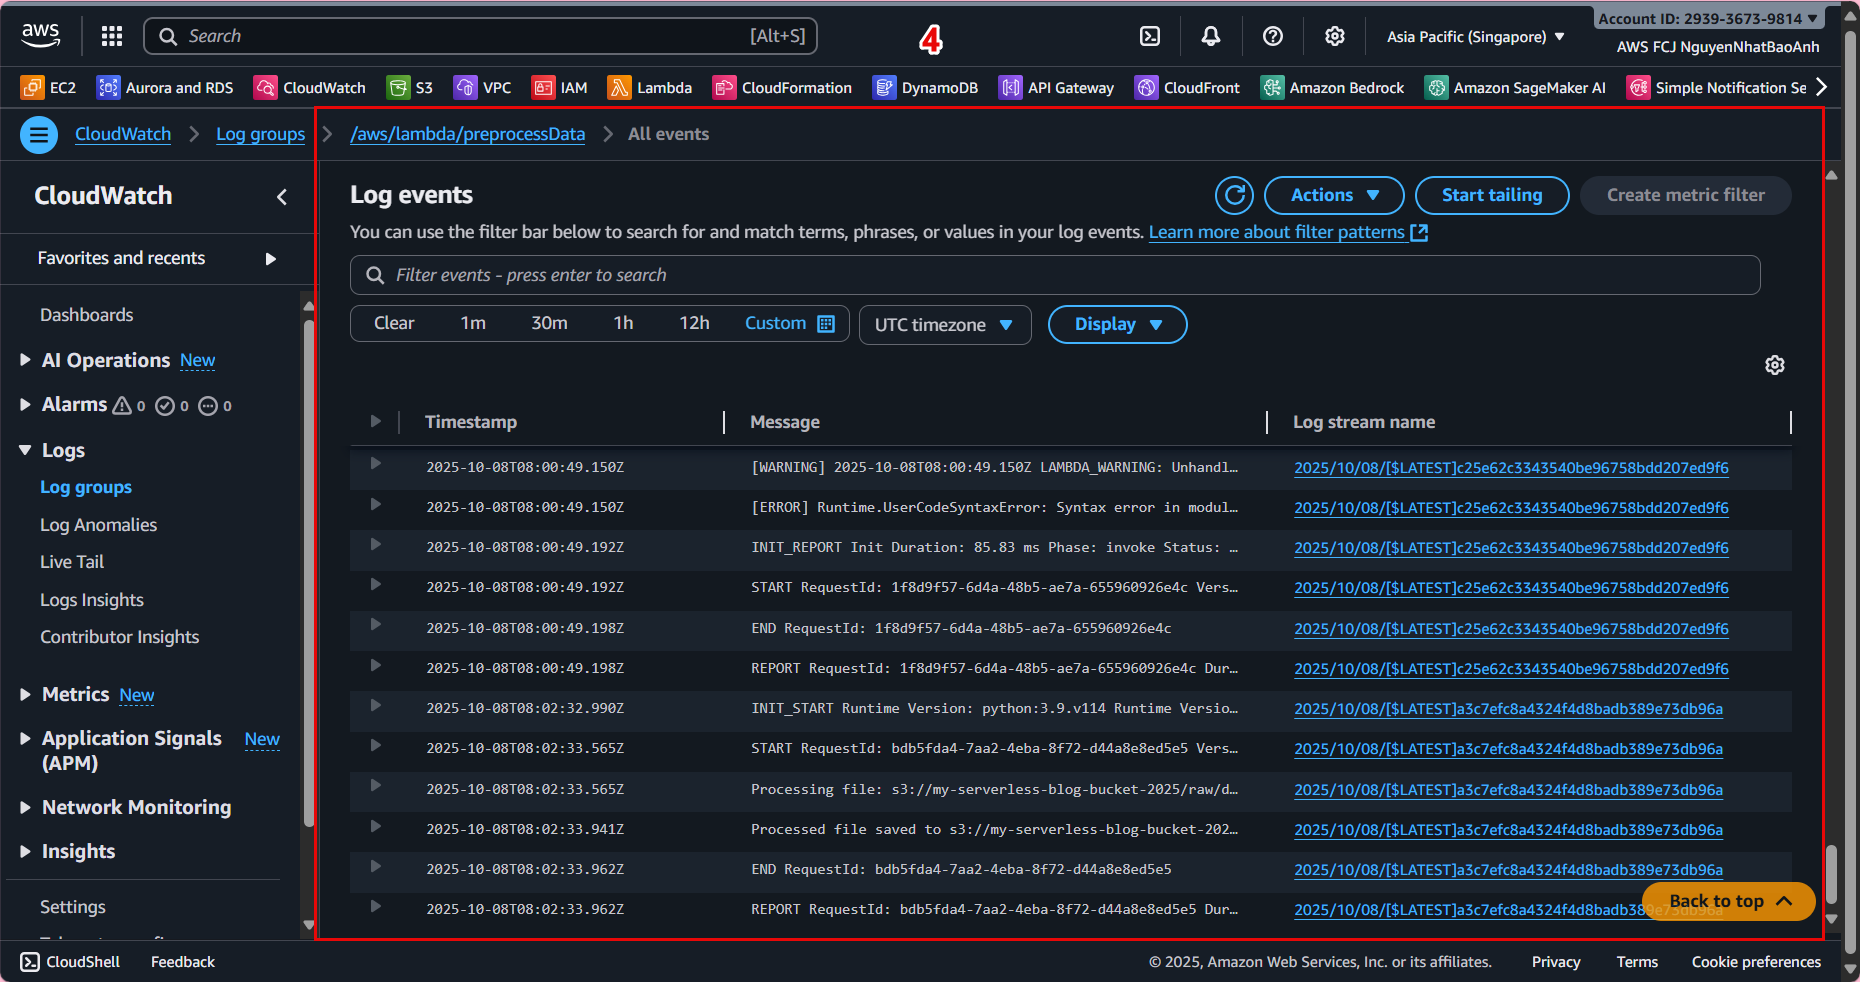 aws
Search
[Alt+S]
4
Asia Pacific (Singapore)
Account ID: 2939-3673-9814
AWS FCJ NguyenNhatBaoAnh
EC2
Aurora and RDS
CloudWatch
S3
VPC
IAM
Lambda
CloudFormation
DynamoDB
API Gateway
CloudFront
Amazon Bedrock
Amazon SageMaker AI
Simple Notification Se
CloudWatch
Log groups
/aws/lambda/preprocessData
All events
CloudWatch
Favorites and recents
Dashboards
AI Operations New
Alarms 0 0 0
Logs
Log groups
Log Anomalies
Live Tail
Logs Insights
Contributor Insights
Metrics New
Application Signals New
(APM)
Network Monitoring
Insights
Settings
Log events
Actions
Start tailing
Create metric filter
You can use the filter bar below to search for and match terms, phrases, or values in your log events. Learn more about filter patterns
Filter events - press enter to search
Clear
1m
30m
1h
12h
Custom
UTC timezone
Display
Timestamp Message Log stream name
2025-10-08T08:00:49.150Z [WARNING] 2025-10-08T08:00:49.150Z LAMBDA_WARNING: Unhandl… 2025/10/08/[$LATEST]c25e62c3343540be96758bdd207ed9f6
2025-10-08T08:00:49.150Z [ERROR] Runtime.UserCodeSyntaxError: Syntax error in modul… 2025/10/08/[$LATEST]c25e62c3343540be96758bdd207ed9f6
2025-10-08T08:00:49.192Z INIT_REPORT Init Duration: 85.83 ms Phase: invoke Status: … 2025/10/08/[$LATEST]c25e62c3343540be96758bdd207ed9f6
2025-10-08T08:00:49.192Z START RequestId: 1f8d9f57-6d4a-48b5-ae7a-655960926e4c Vers… 2025/10/08/[$LATEST]c25e62c3343540be96758bdd207ed9f6
2025-10-08T08:00:49.198Z END RequestId: 1f8d9f57-6d4a-48b5-ae7a-655960926e4c 2025/10/08/[$LATEST]c25e62c3343540be96758bdd207ed9f6
2025-10-08T08:00:49.198Z REPORT RequestId: 1f8d9f57-6d4a-48b5-ae7a-655960926e4c Dur… 2025/10/08/[$LATEST]c25e62c3343540be96758bdd207ed9f6
2025-10-08T08:02:32.990Z INIT_START Runtime Version: python:3.9.v114 Runtime Versio… 2025/10/08/[$LATEST]a3c7efc8a4324f4d8badb389e73db96a
2025-10-08T08:02:33.565Z START RequestId: bdb5fda4-7aa2-4eba-8f72-d44a8e8ed5e5 Vers… 2025/10/08/[$LATEST]a3c7efc8a4324f4d8badb389e73db96a
2025-10-08T08:02:33.565Z Processing file: s3://my-serverless-blog-bucket-2025/raw/d… 2025/10/08/[$LATEST]a3c7efc8a4324f4d8badb389e73db96a
2025-10-08T08:02:33.941Z Processed file saved to s3://my-serverless-blog-bucket-202… 2025/10/08/[$LATEST]a3c7efc8a4324f4d8badb389e73db96a
2025-10-08T08:02:33.962Z END RequestId: bdb5fda4-7aa2-4eba-8f72-d44a8e8ed5e5 2025/10/08/[$LATEST]a3c7efc8a4324f4d8badb389e73db96a
2025-10-08T08:02:33.962Z REPORT RequestId: bdb5fda4-7aa2-4eba-8f72-d44a8e8ed5e5 Dur… 2025/10/08/[$LATEST]a3c7efc8a4324f4d8badb389e73db96a
Back to top
CloudShell
Feedback
© 2025, Amazon Web Services, Inc. or its affiliates.
Privacy
Terms
Cookie preferences